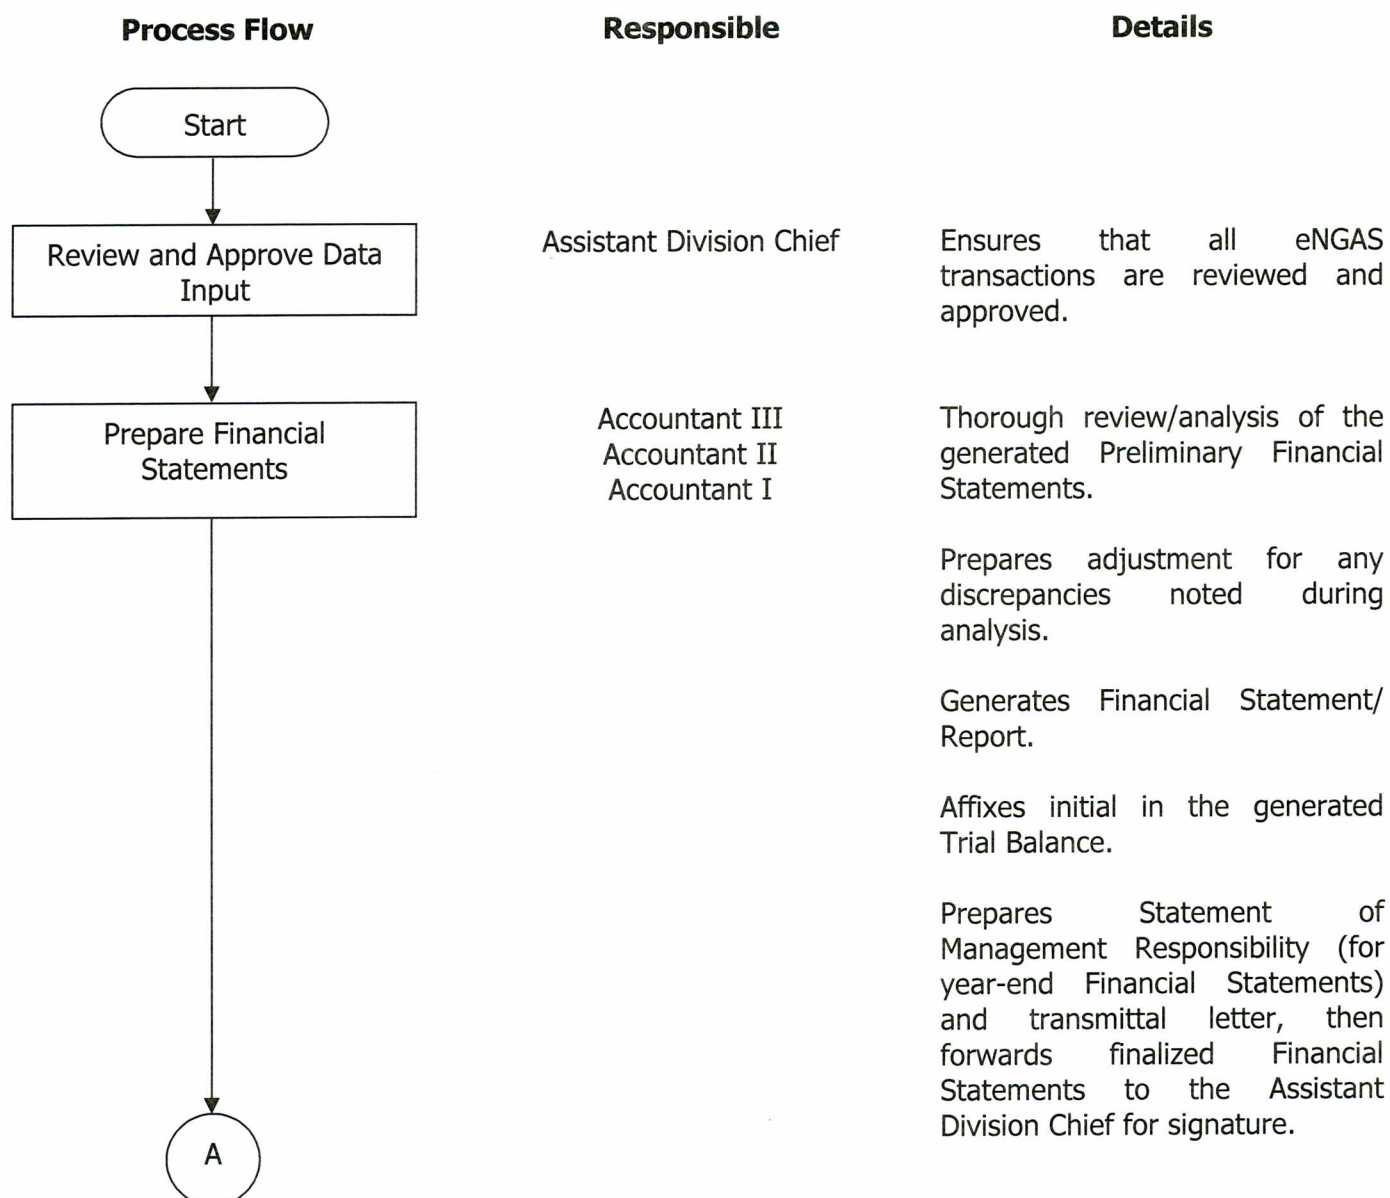 Process Flow Responsible Details
Start
Review and Approve Data
Input
Assistant Division Chief
Ensures that all eNGAS
transactions are reviewed and
approved.
Prepare Financial
Statements
Accountant III
Accountant II
Accountant I
Thorough review/analysis of the
generated Preliminary Financial
Statements.
Prepares adjustment for any
discrepancies noted during
analysis.
Generates Financial Statement/
Report.
Affixes initial in the generated
Trial Balance.
Prepares Statement of
Management Responsibility (for
year-end Financial Statements)
and transmittal letter, then
forwards finalized Financial
Statements to the Assistant
Division Chief for signature.
A